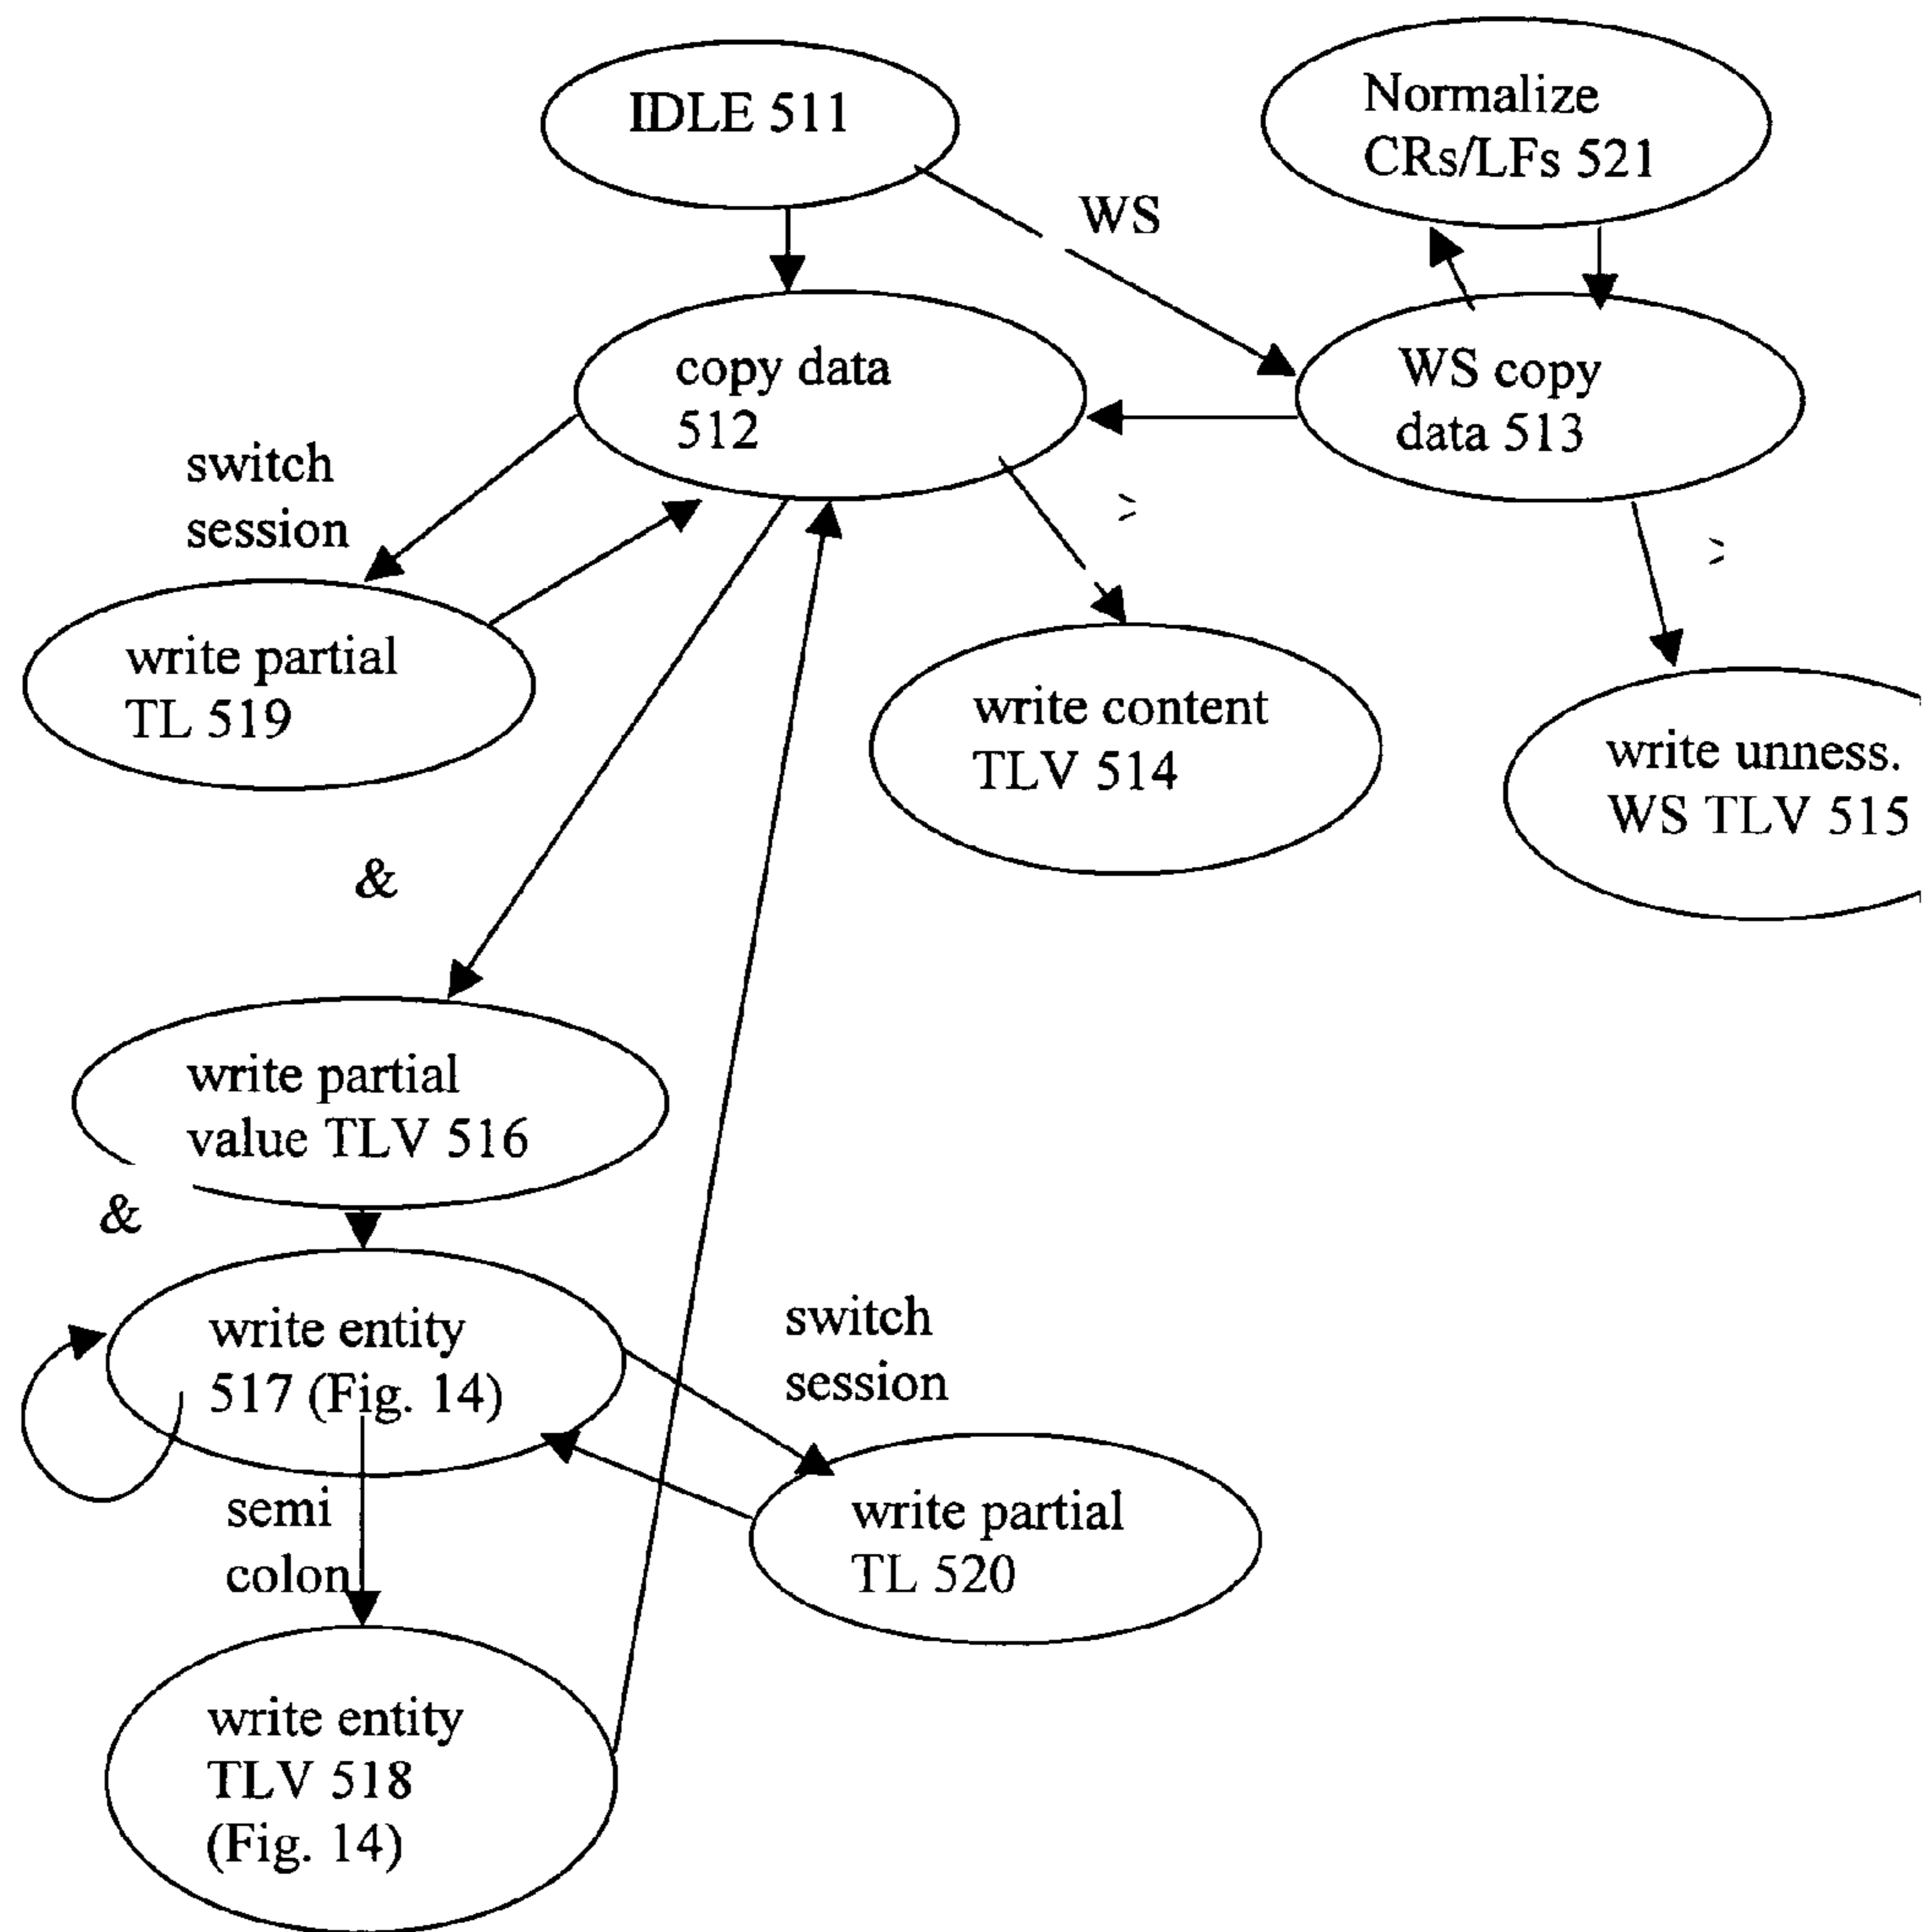 IDLE 511
Normalize
CRs/LFs 521
WS
copy data
512
WS copy
data 513
switch
session
>
>
write partial
TL 519
write content
TLV 514
write unness.
WS TLV 515
&
write partial
value TLV 516
&
write entity
517 (Fig. 14)
switch
session
semi
colon
write partial
TL 520
write entity
TLV 518
(Fig. 14)